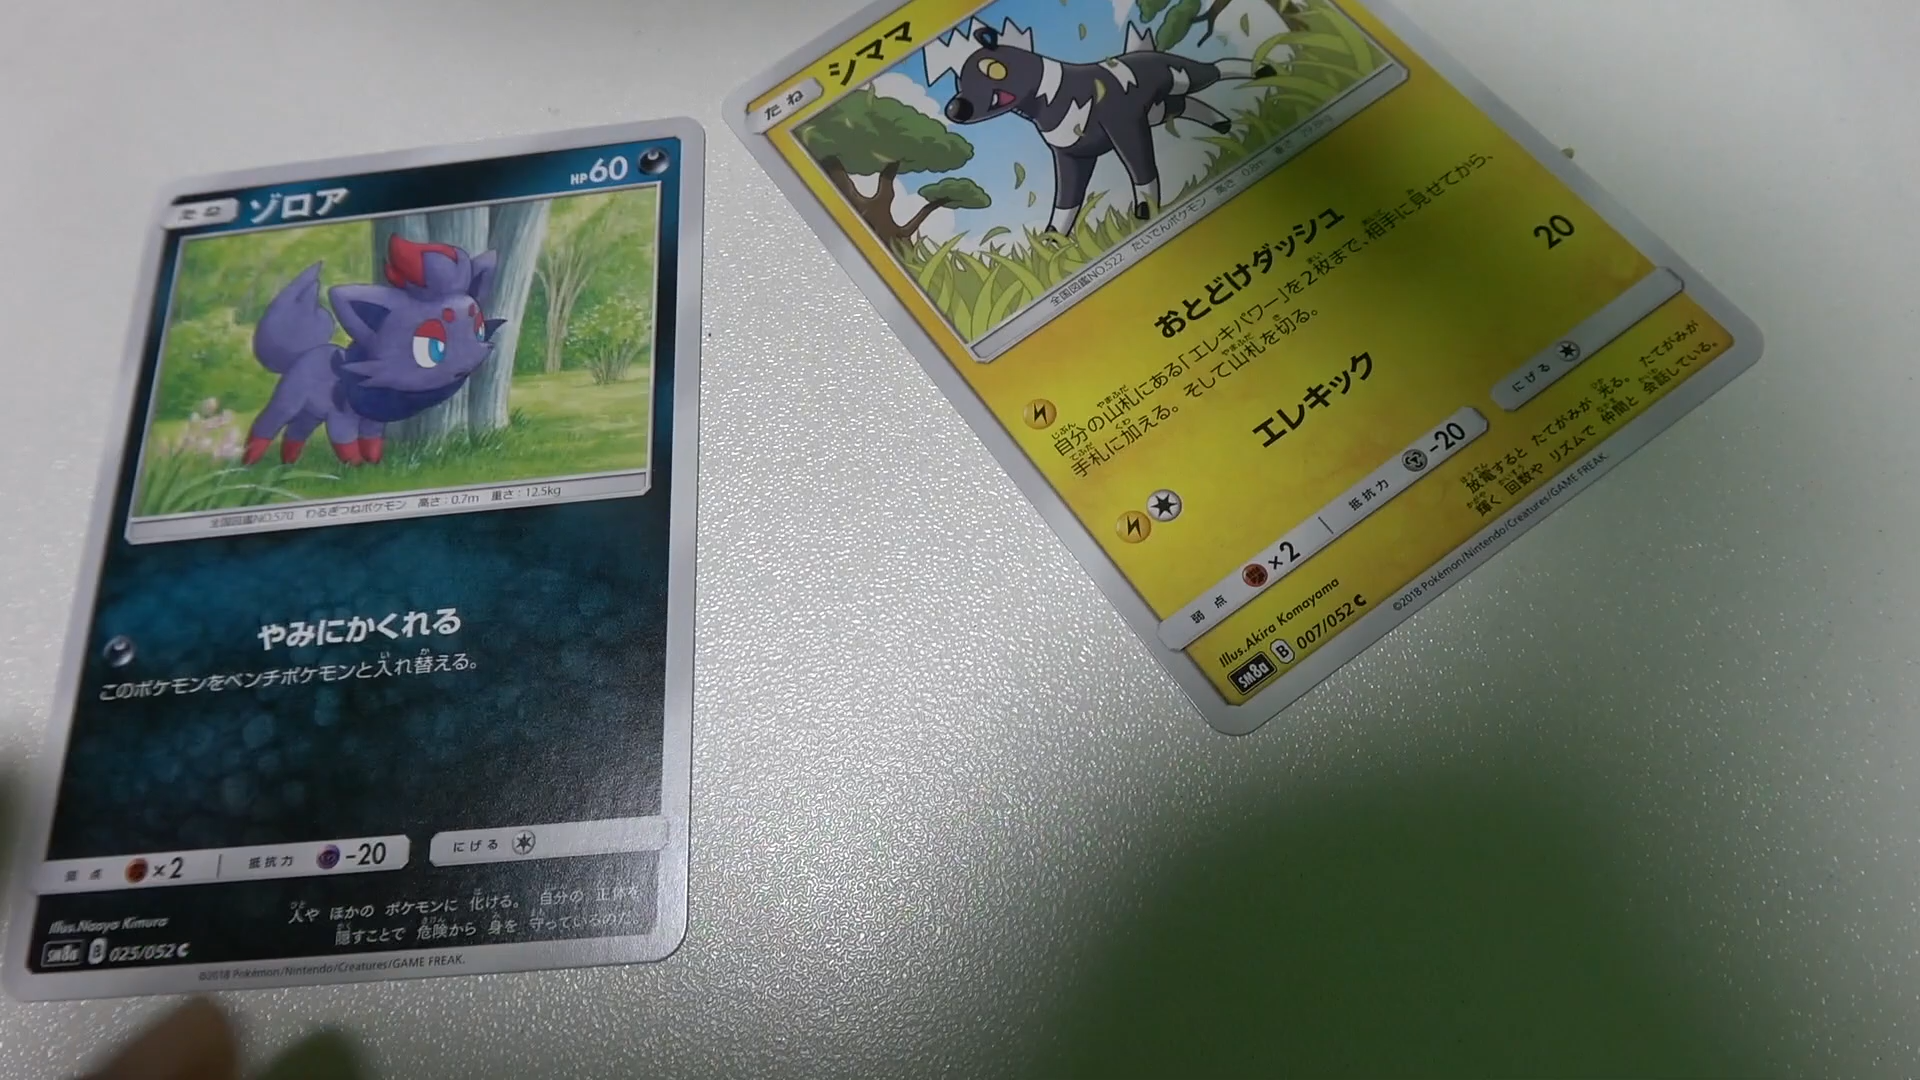 たね ゾロア HP60
全国図鑑NO.570 わるぎつねポケモン 高さ:0.7m 重さ:12.5kg
やみにかくれる
このポケモンをベンチポケモンと入れ替える。
弱点 ×2 抵抗力 -20 にげる
人や ほかの ポケモンに 化ける。 自分の 正体を
隠すことで 危険から 身を 守っているのだ。
Illus.Naoyo Kimura
SM8a B 025/052 C
©2018 Pokémon/Nintendo/Creatures/GAME FREAK.
たね シママ
全国図鑑NO.522 たいでんポケモン 高さ:0.8m 重さ:29.8kg
おとどけダッシュ
自分の山札にある「エレキパワー」を2枚まで、相手に見せてから、
手札に加える。そして山札を切る。
エレキック 20
弱点 ×2 抵抗力 -20 にげる
放電すると たてがみが 光る。 たてがみが
輝く 回数や リズムで 仲間と 会話している。
Illus.Akira Komayama
SM8a B 007/052 C
©2018 Pokémon/Nintendo/Creatures/GAME FREAK.